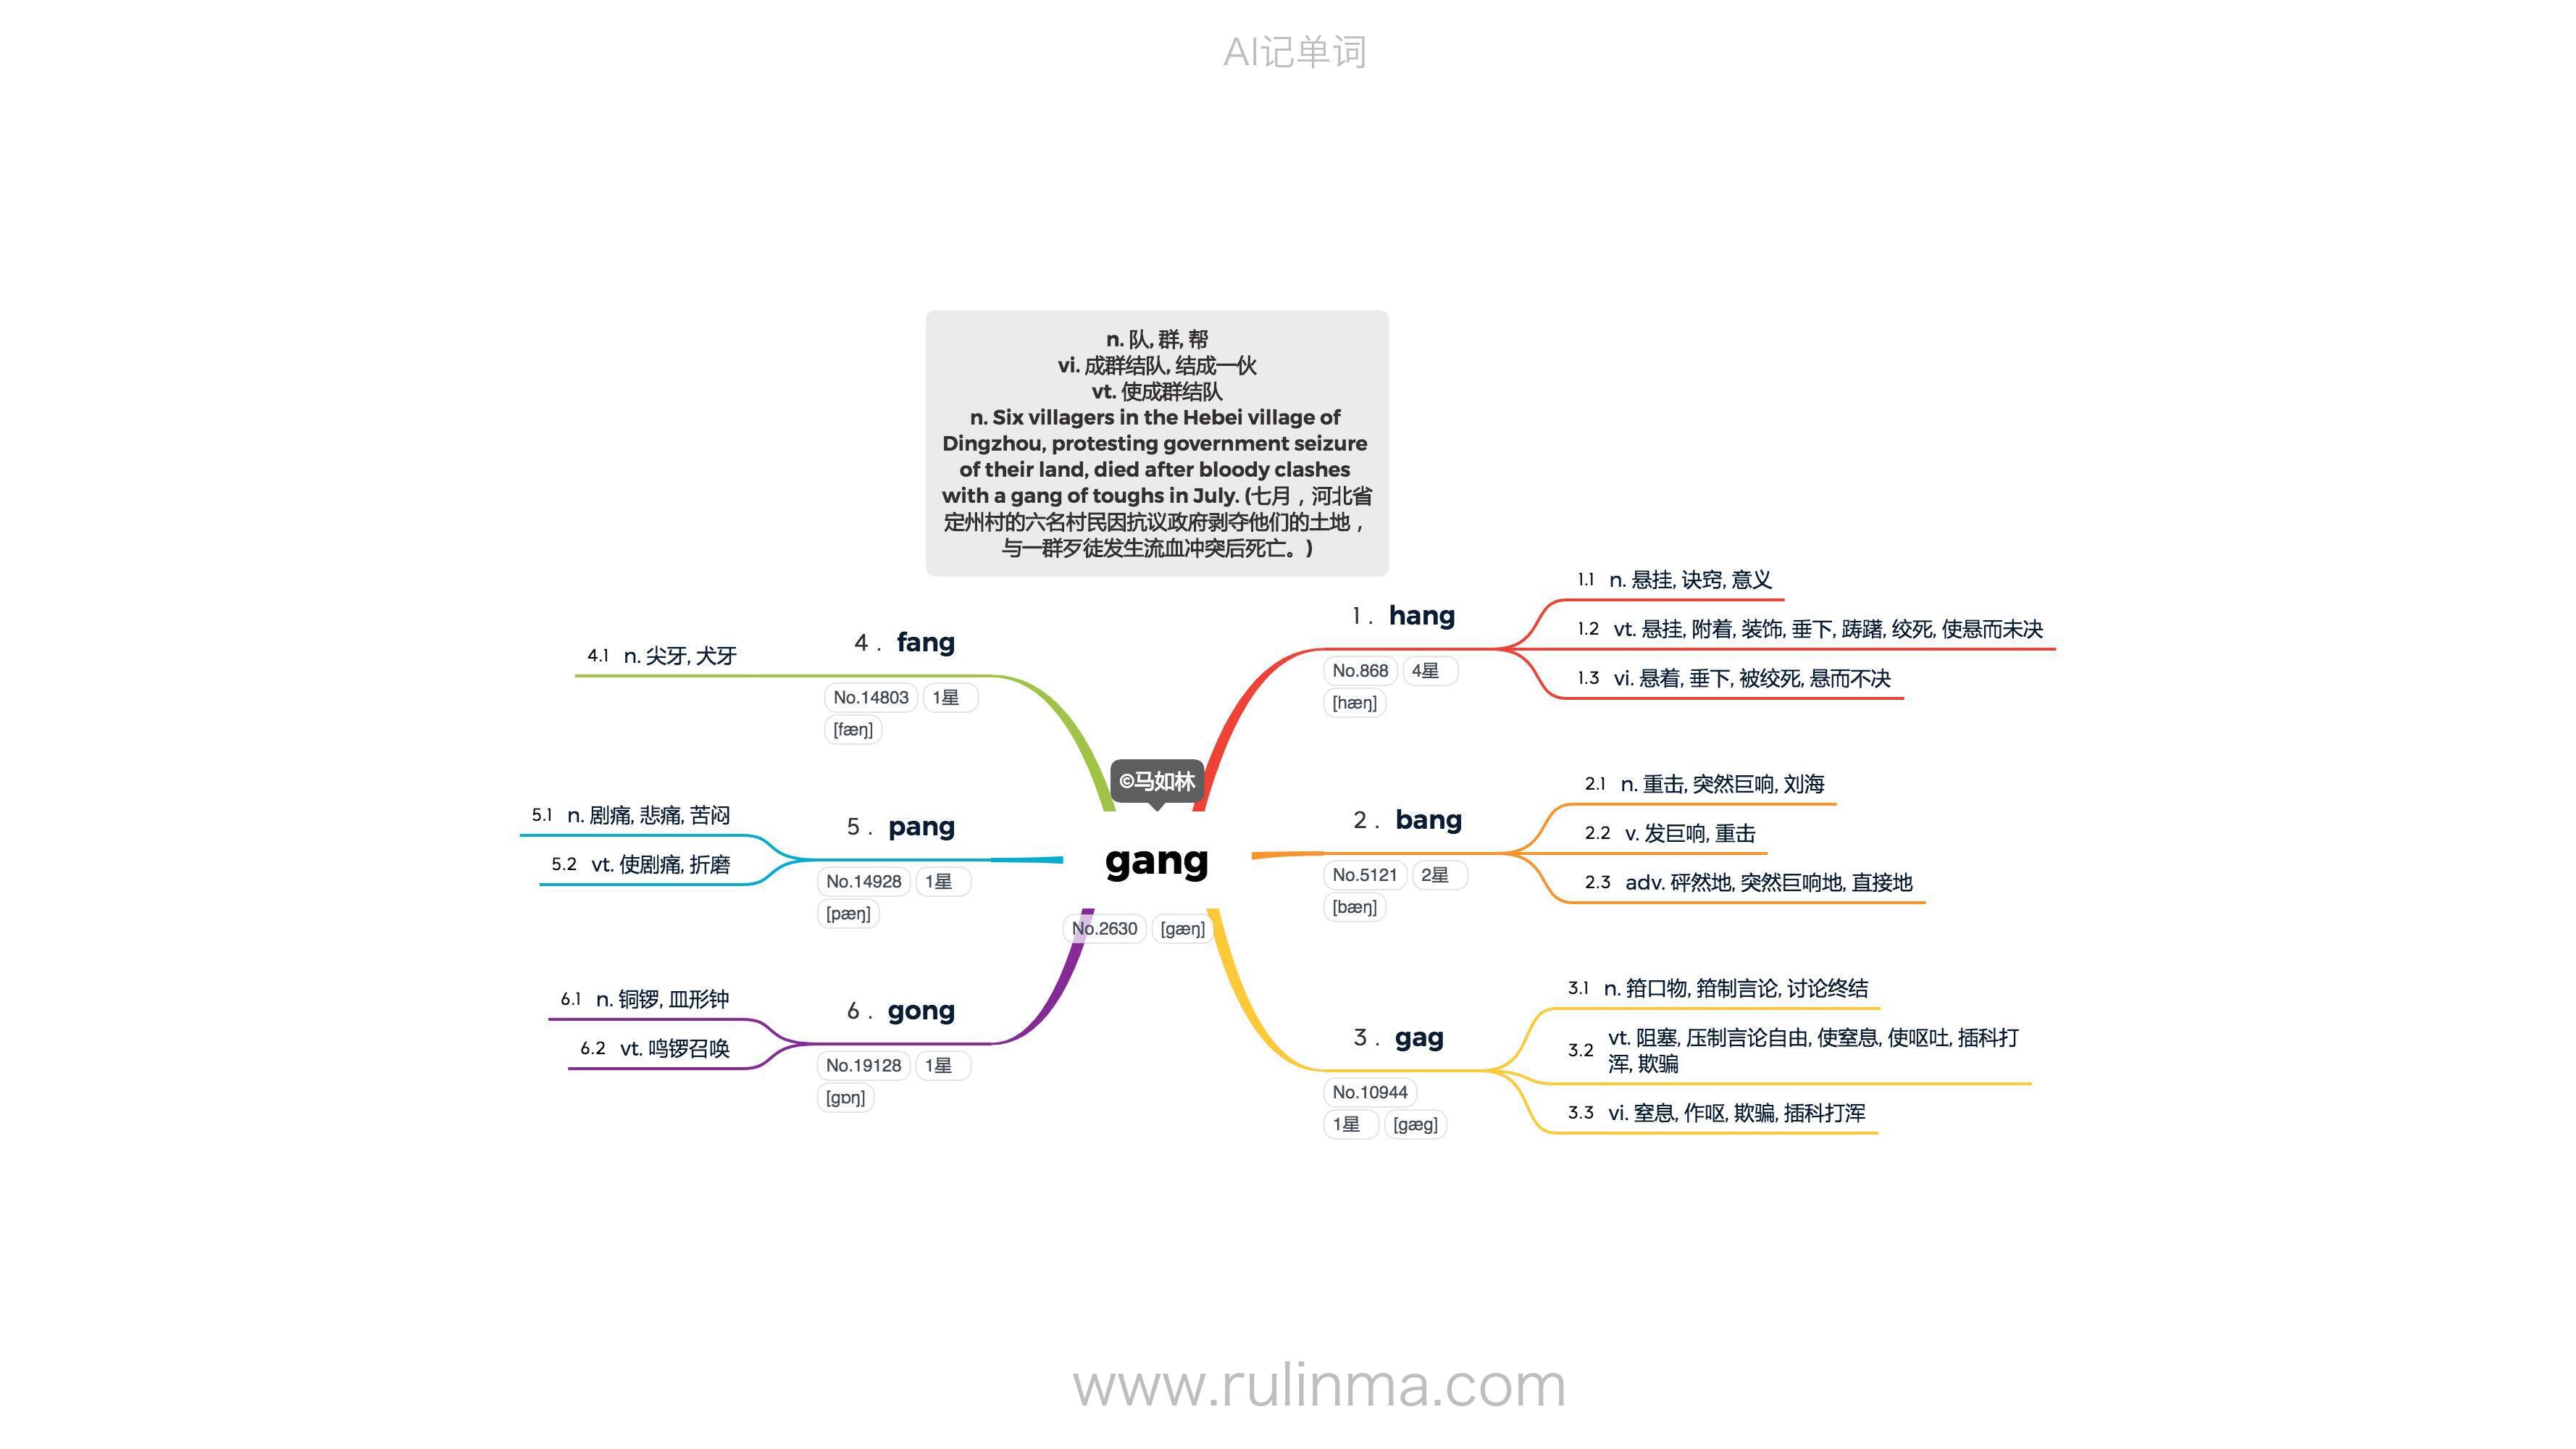 AI记单词
n. 队, 群, 帮
vi. 成群结队, 结成一伙
vt. 使成群结队
n. Six villagers in the Hebei village of
Dingzhou, protesting government seizure
of their land, died after bloody clashes
with a gang of toughs in July. (七月，河北省
定州村的六名村民因抗议政府剥夺他们的土地，
与一群歹徒发生流血冲突后死亡。)
©马如林
gang
No.2630 [gæŋ]
1. hang
No.868 4星
[hæŋ]
1.1 n. 悬挂, 诀窍, 意义
1.2 vt. 悬挂, 附着, 装饰, 垂下, 踌躇, 绞死, 使悬而未决
1.3 vi. 悬着, 垂下, 被绞死, 悬而不决
2. bang
No.5121 2星
[bæŋ]
2.1 n. 重击, 突然巨响, 刘海
2.2 v. 发巨响, 重击
2.3 adv. 砰然地, 突然巨响地, 直接地
3. gag
No.10944
1星 [gæg]
3.1 n. 箝口物, 箝制言论, 讨论终结
3.2 vt. 阻塞, 压制言论自由, 使窒息, 使呕吐, 插科打
浑, 欺骗
3.3 vi. 窒息, 作呕, 欺骗, 插科打浑
4. fang
No.14803 1星
[fæŋ]
4.1 n. 尖牙, 犬牙
5. pang
No.14928 1星
[pæŋ]
5.1 n. 剧痛, 悲痛, 苦闷
5.2 vt. 使剧痛, 折磨
6. gong
No.19128 1星
[gɒŋ]
6.1 n. 铜锣, 皿形钟
6.2 vt. 鸣锣召唤
www.rulinma.com